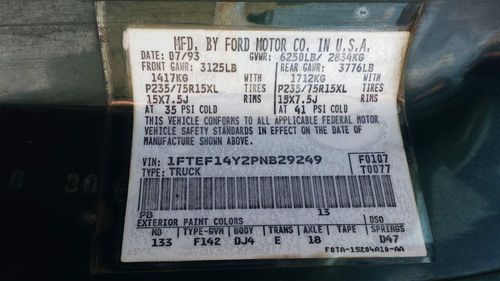 MFD. BY FORD MOTOR CO. IN U.S.A.
DATE: 07/93 GVWR: 6250LB/ 2834KG
FRONT GAWR: 3125LB REAR GAWR: 3776LB
1417KG WITH 1712KG WITH
P235/75R15XL TIRES P235/75R15XL TIRES
15X7.5J RIMS 15X7.5J RIMS
AT 35 PSI COLD AT 41 PSI COLD
THIS VEHICLE CONFORMS TO ALL APPLICABLE FEDERAL MOTOR
VEHICLE SAFETY STANDARDS IN EFFECT ON THE DATE OF
MANUFACTURE SHOWN ABOVE.
VIN: 1FTEF14Y2PNB29249 F0107
TYPE: TRUCK T0077
PB 13
EXTERIOR PAINT COLORS DSO
WB TYPE-GVW BODY TRANS AXLE TAPE SPRINGS
133 F142 DJ4 E 18 D47
F0TA-15204A10-AA